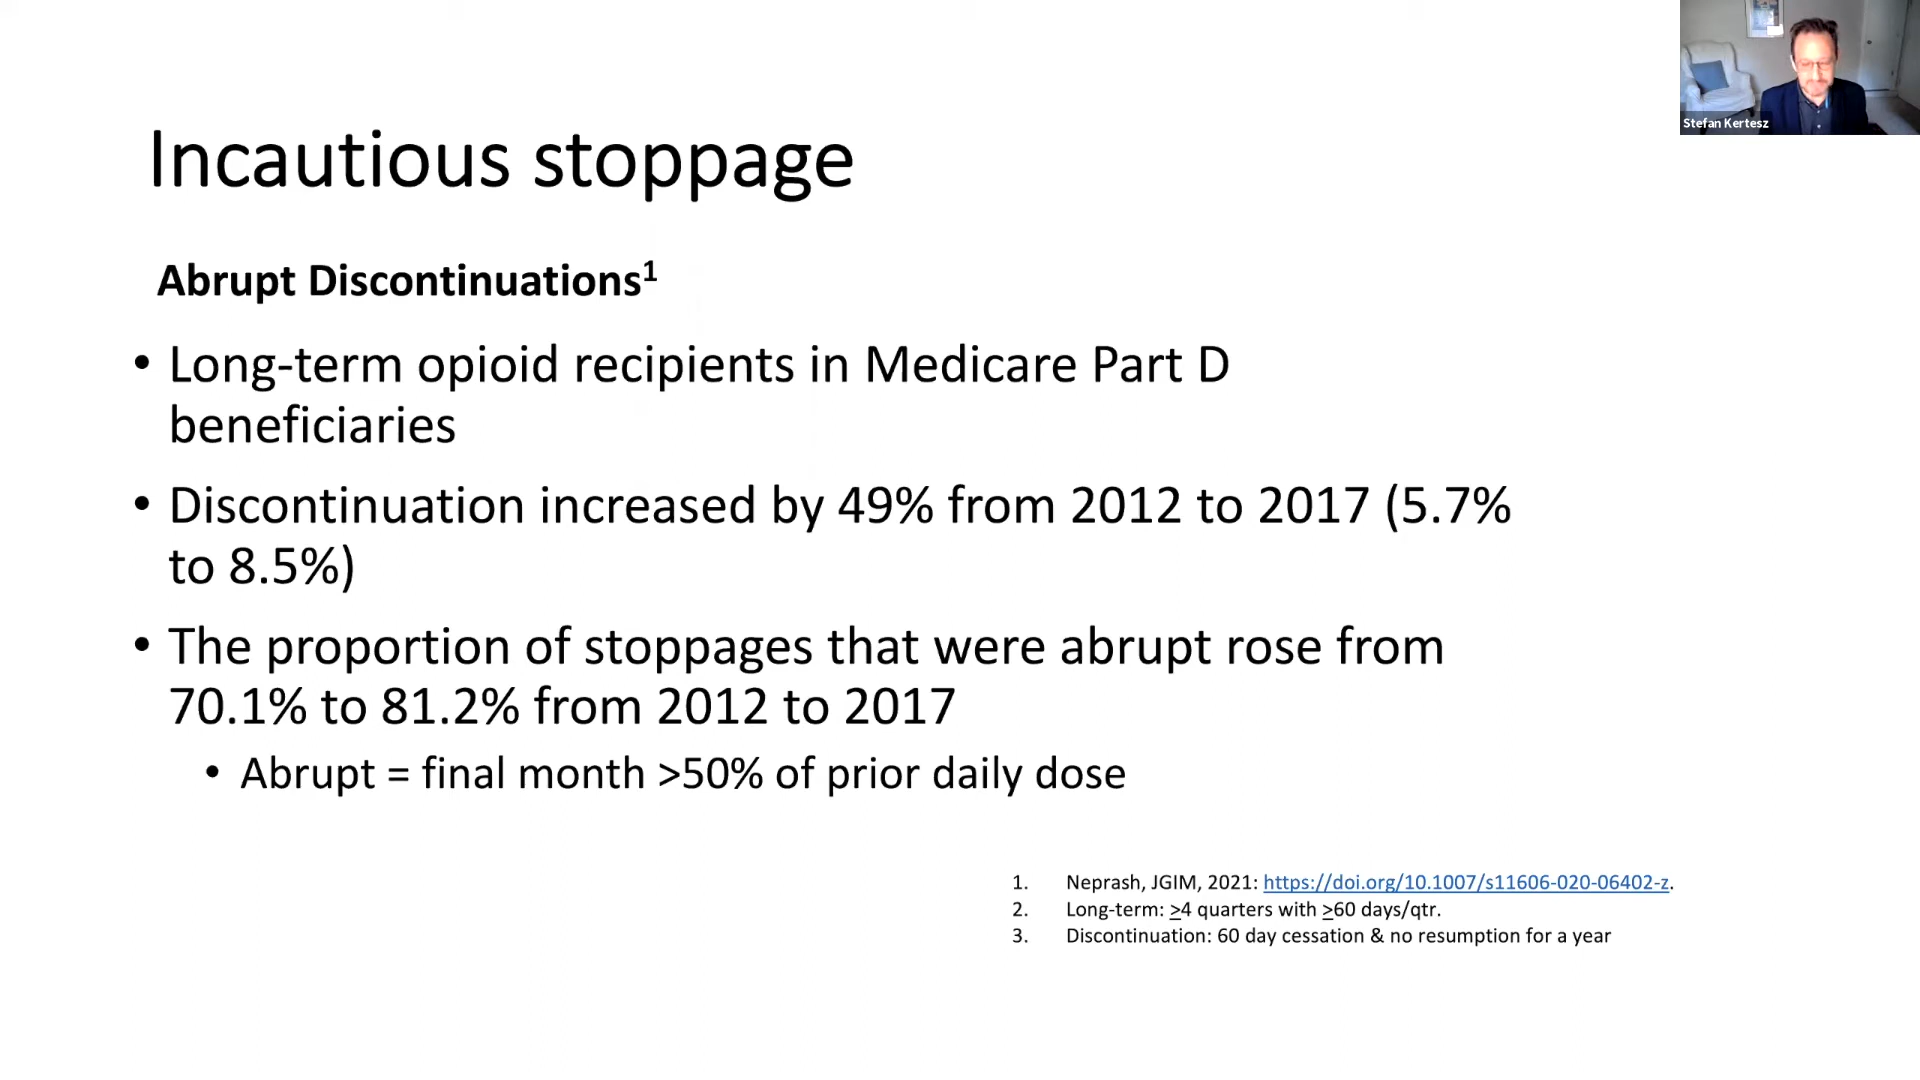 Stefan Kertesz
Incautious stoppage
Abrupt Discontinuations¹
• Long-term opioid recipients in Medicare Part D
beneficiaries
• Discontinuation increased by 49% from 2012 to 2017 (5.7%
to 8.5%)
• The proportion of stoppages that were abrupt rose from
70.1% to 81.2% from 2012 to 2017
• Abrupt = final month >50% of prior daily dose
1. Neprash, JGIM, 2021: https://doi.org/10.1007/s11606-020-06402-z.
2. Long-term: ≥4 quarters with ≥60 days/qtr.
3. Discontinuation: 60 day cessation & no resumption for a year